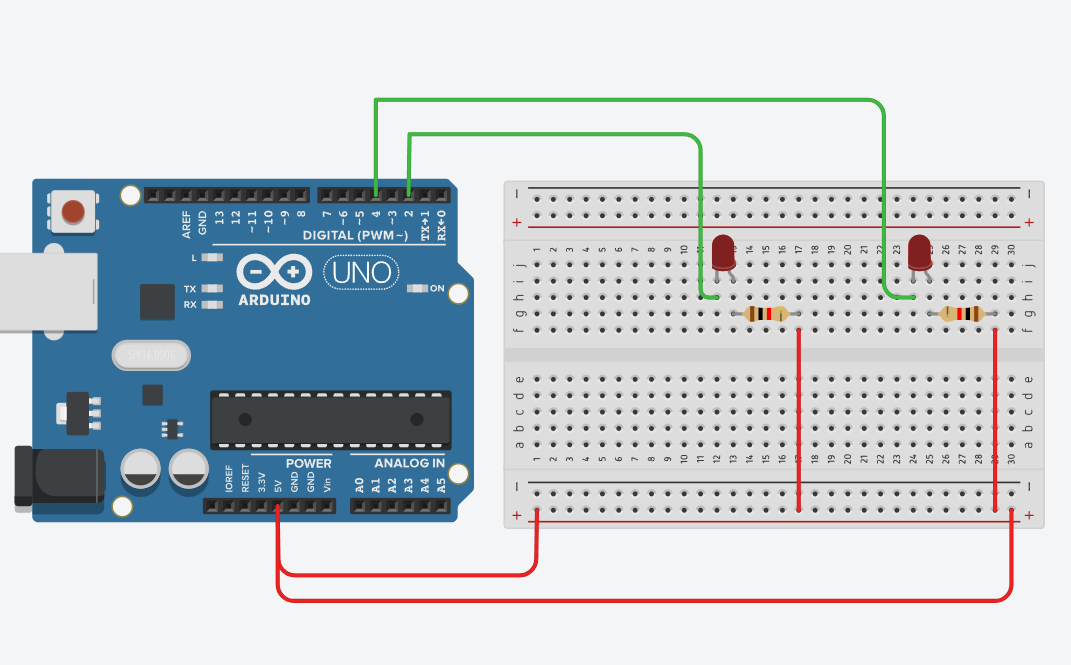 AREF
GND
13
12
~11
~10
~9
8
7
~6
~5
4
~3
2
TX→1
RX←0
DIGITAL (PWM~)
L
TX
RX
ARDUINO
UNO
ON
POWER
ANALOG IN
IOREF
RESET
3.3V
5V
GND
GND
Vin
A0
A1
A2
A3
A4
A5
− −
+ +
1 2 3 4 5 6 7 8 9 10 11 12 13 14 15 16 17 18 19 20 21 22 23 24 25 26 27 28 29 30
j j
i i
h h
g g
f f
e e
d d
c c
b b
a a
1 2 3 4 5 6 7 8 9 10 11 12 13 14 15 16 17 18 19 20 21 22 23 24 25 26 27 28 29 30
− −
+ +